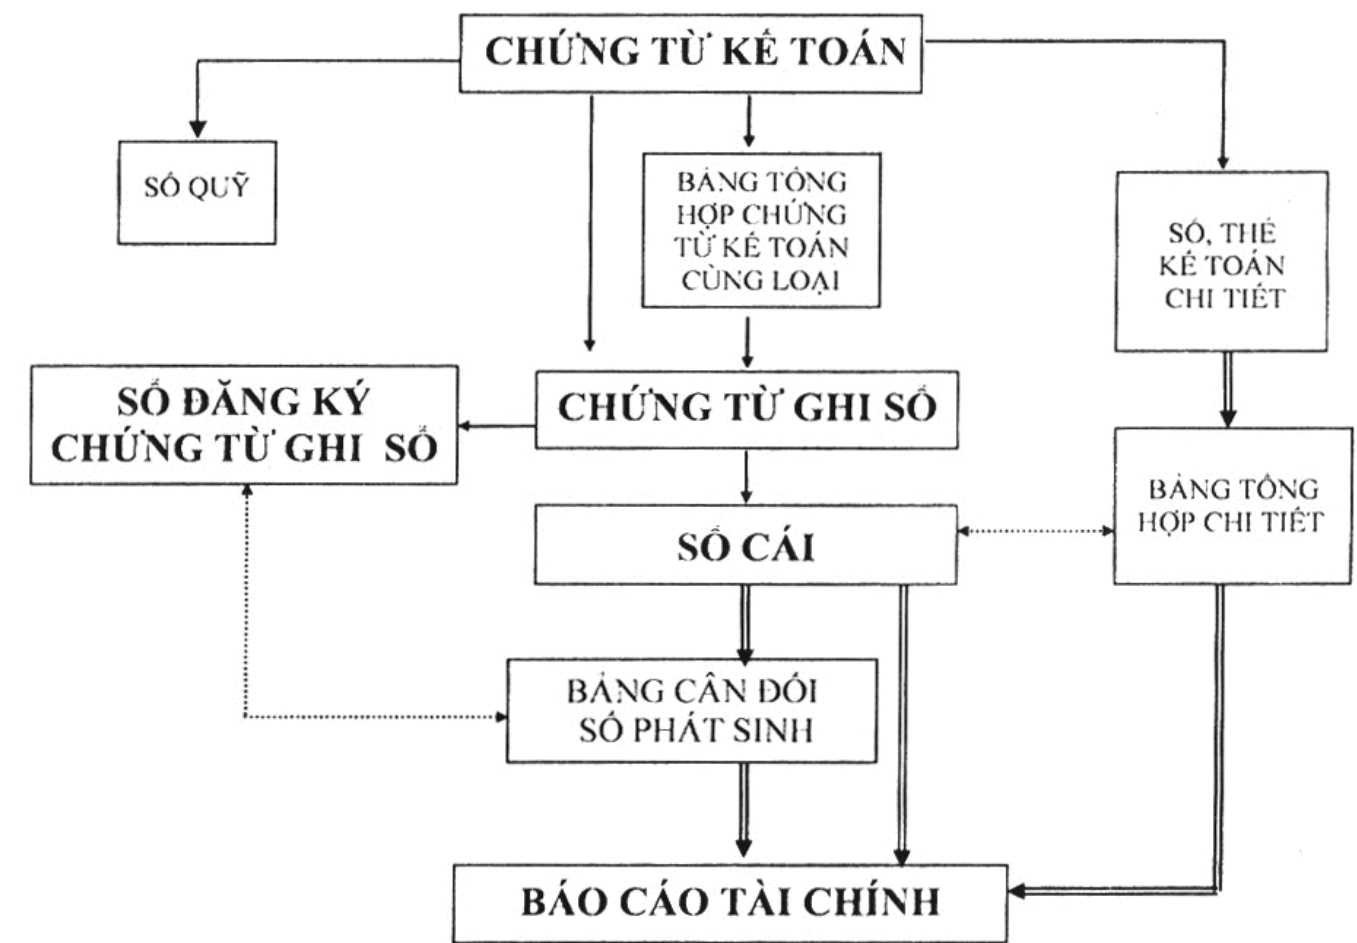 CHỨNG TỪ KẾ TOÁN
SỔ QUỸ
BẢNG TỔNG
HỢP CHỨNG
TỪ KẾ TOÁN
CÙNG LOẠI
SỔ, THẺ
KẾ TOÁN
CHI TIẾT
SỔ ĐĂNG KÝ
CHỨNG TỪ GHI SỔ
CHỨNG TỪ GHI SỔ
BẢNG TỔNG
HỢP CHI TIẾT
SỔ CÁI
BẢNG CÂN ĐỐI
SỐ PHÁT SINH
BÁO CÁO TÀI CHÍNH